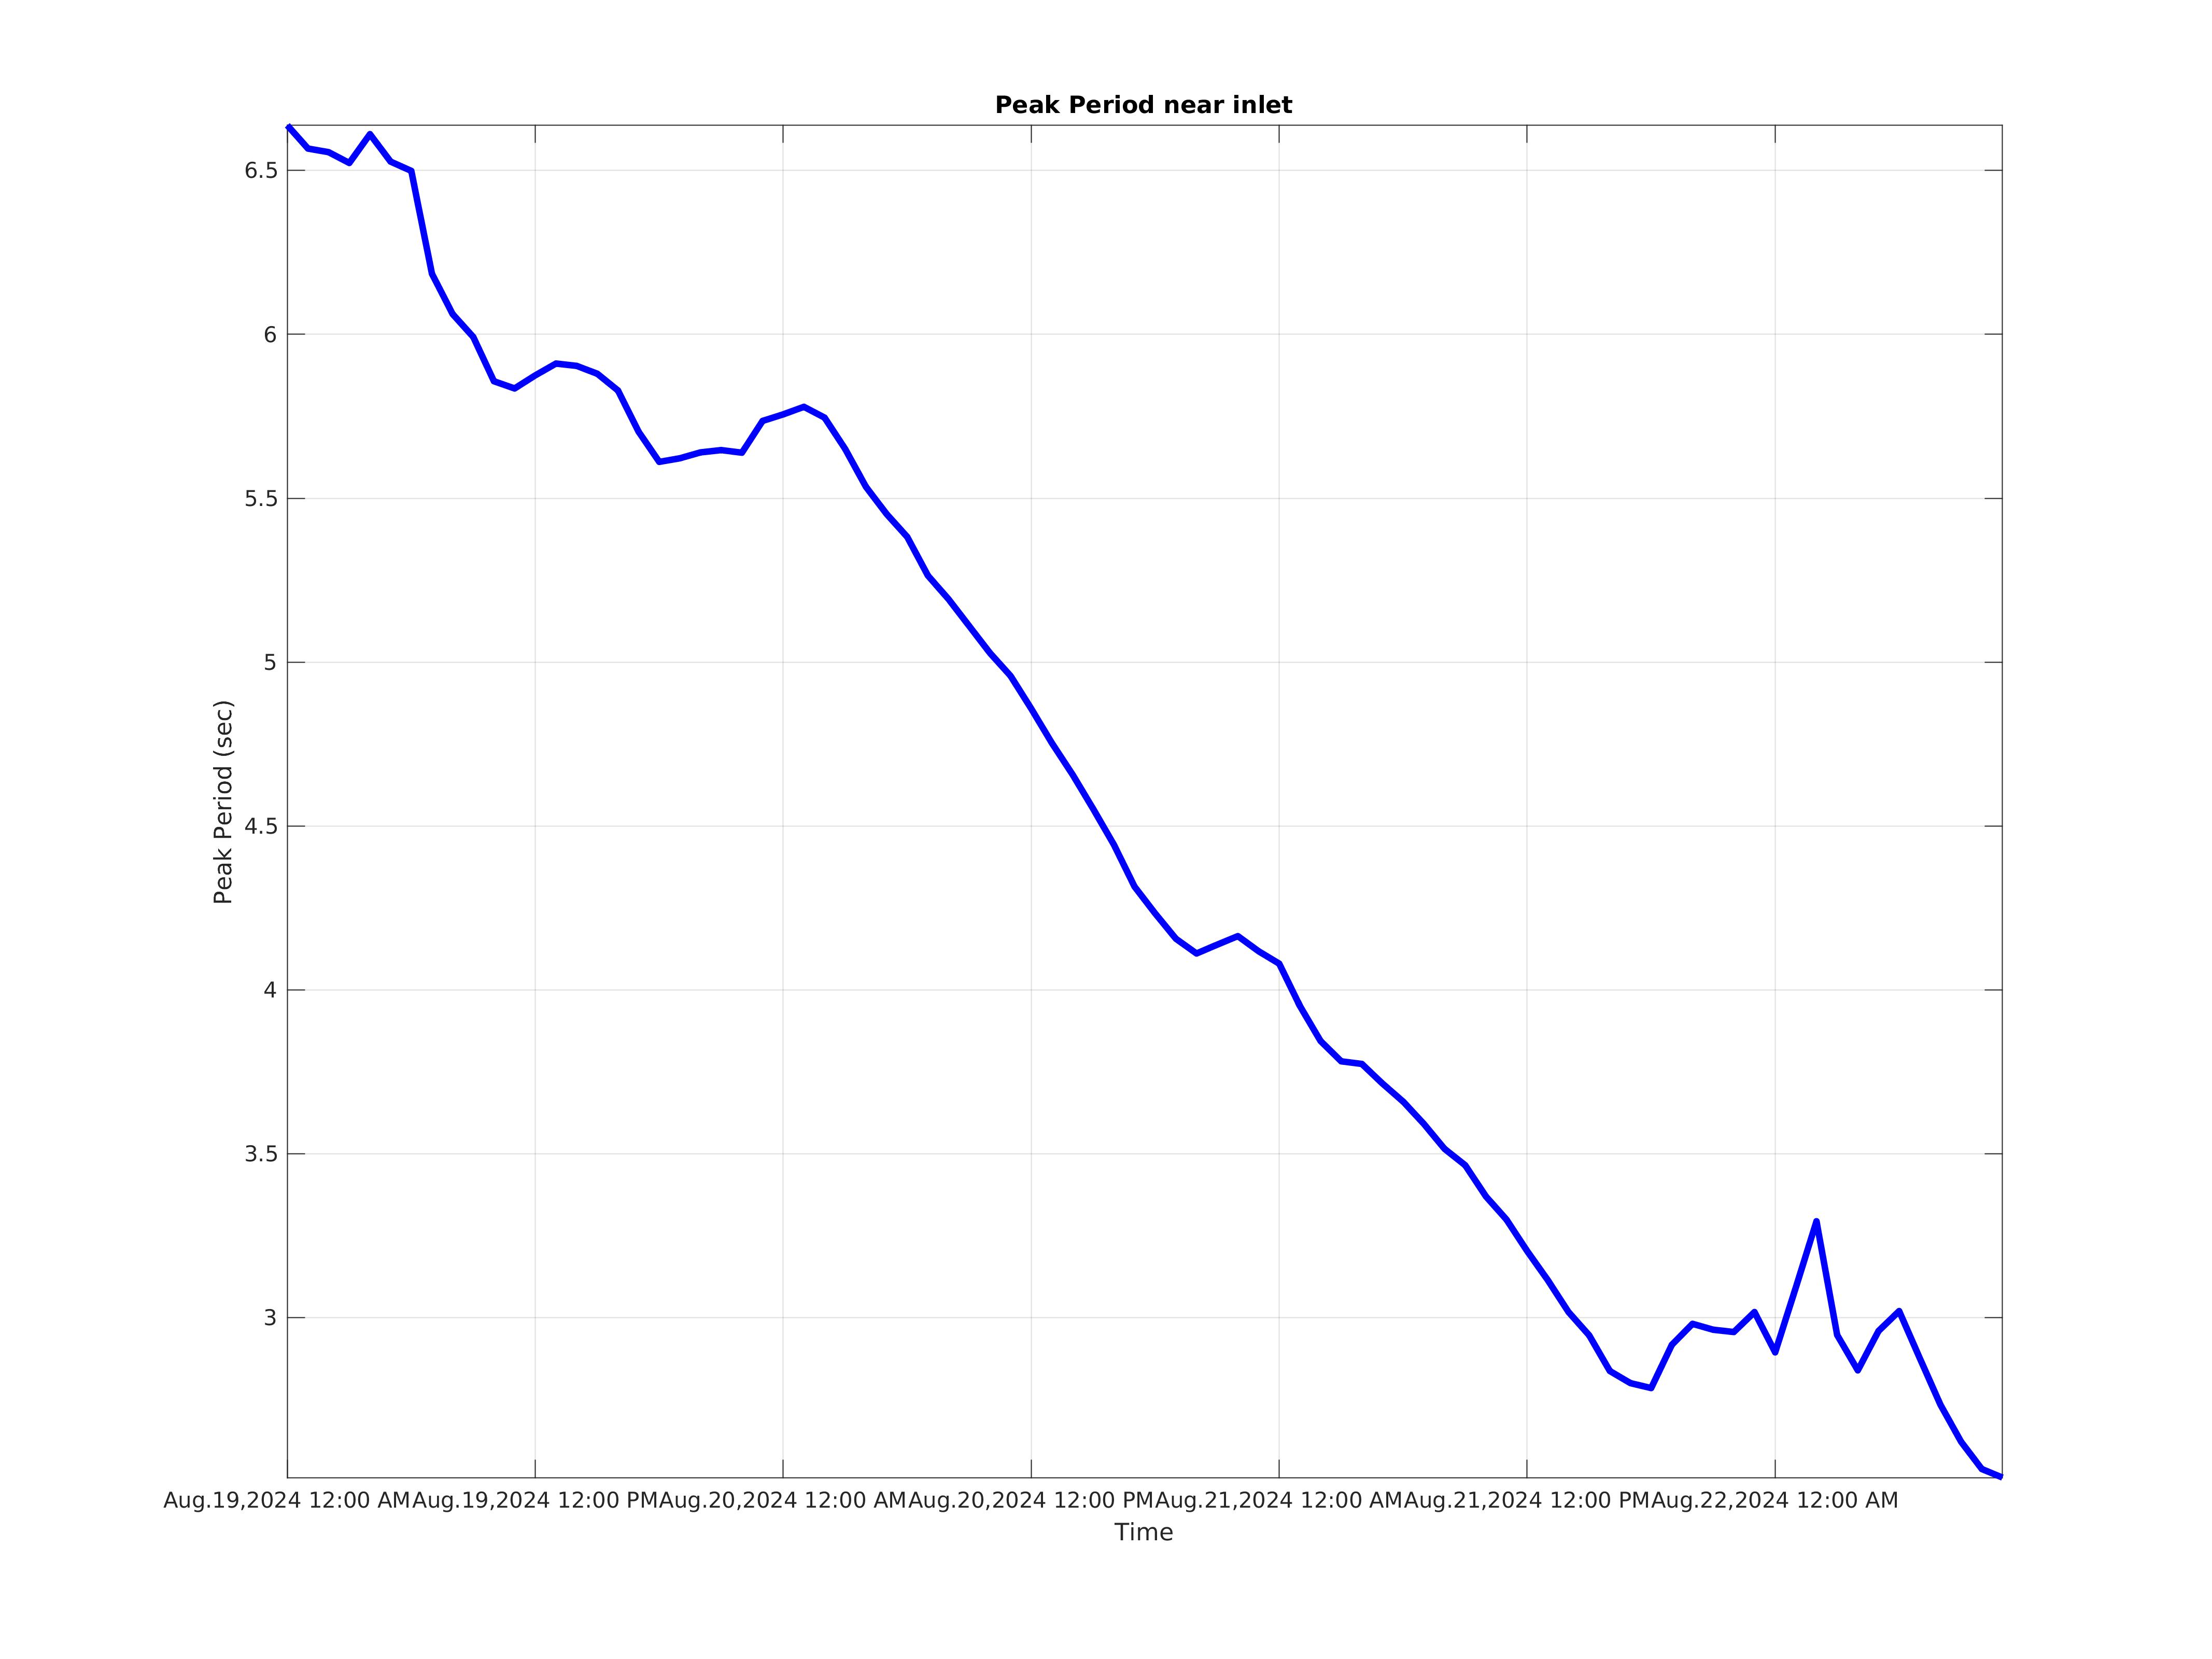 Peak Period near inlet
Peak Period (sec)
6.5
6
5.5
5
4.5
4
3.5
3
Aug.19,2024 12:00 AM
Aug.19,2024 12:00 PM
Aug.20,2024 12:00 AM
Aug.20,2024 12:00 PM
Aug.21,2024 12:00 AM
Aug.21,2024 12:00 PM
Aug.22,2024 12:00 AM
Time